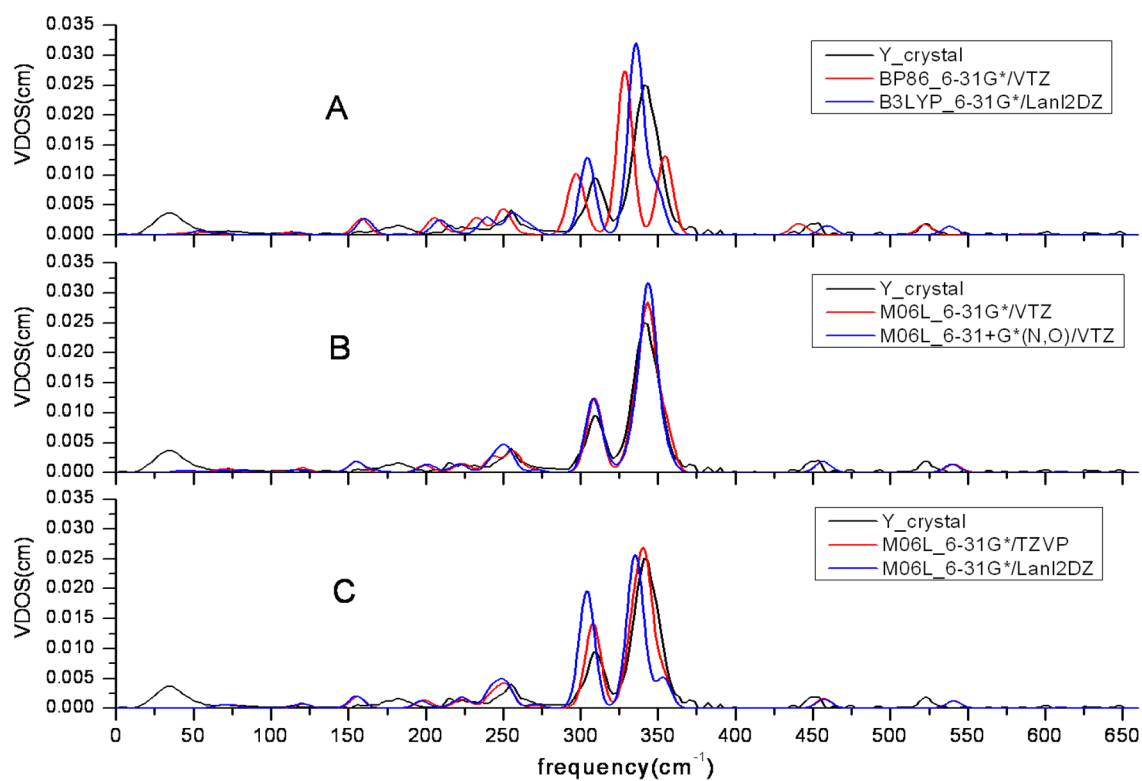 0.035
0.030
0.025
0.020
0.015
0.010
0.005
0.000
VDOS(cm)
A
Y_crystal
BP86_6-31G*/VTZ
B3LYP_6-31G*/Lanl2DZ
0.035
0.030
0.025
0.020
0.015
0.010
0.005
0.000
VDOS(cm)
B
Y_crystal
M06L_6-31G*/VTZ
M06L_6-31+G*(N,O)/VTZ
0.035
0.030
0.025
0.020
0.015
0.010
0.005
0.000
VDOS(cm)
C
Y_crystal
M06L_6-31G*/TZVP
M06L_6-31G*/Lanl2DZ
0 50 100 150 200 250 300 350 400 450 500 550 600 650
frequency(cm⁻¹)